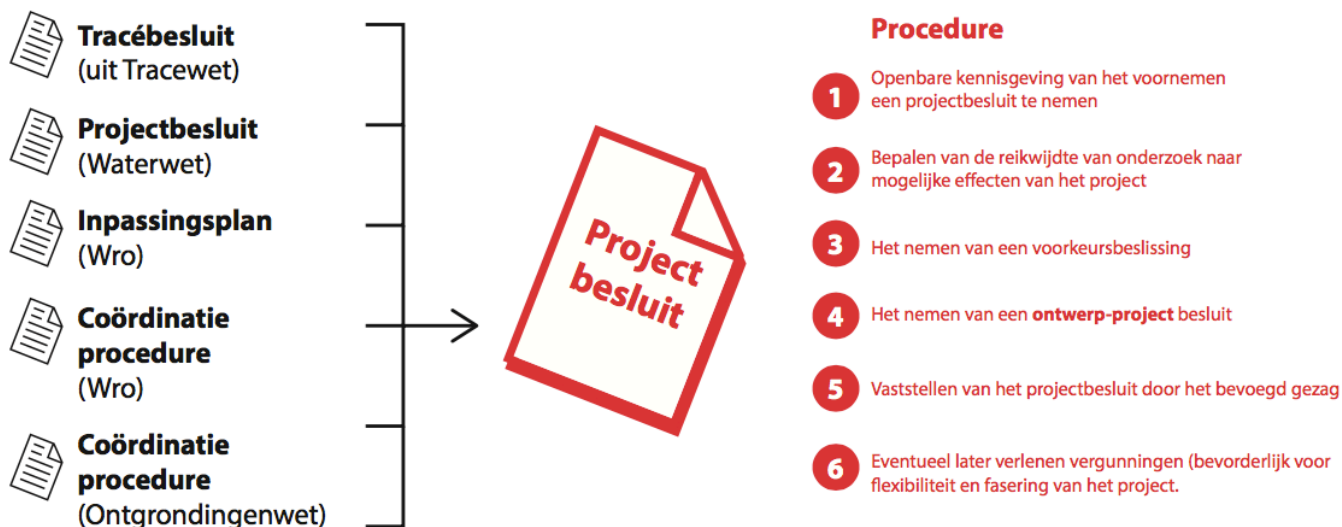 Tracébesluit
(uit Tracewet)
Projectbesluit
(Waterwet)
Inpassingsplan
(Wro)
Coördinatie
procedure
(Wro)
Coördinatie
procedure
(Ontgrondingenwet)
Project
besluit
Procedure
1 Openbare kennisgeving van het voornemen
een projectbesluit te nemen
2 Bepalen van de reikwijdte van onderzoek naar
mogelijke effecten van het project
3 Het nemen van een voorkeursbeslissing
4 Het nemen van een ontwerp-project besluit
5 Vaststellen van het projectbesluit door het bevoegd gezag
6 Eventueel later verlenen vergunningen (bevorderlijk voor
flexibiliteit en fasering van het project.